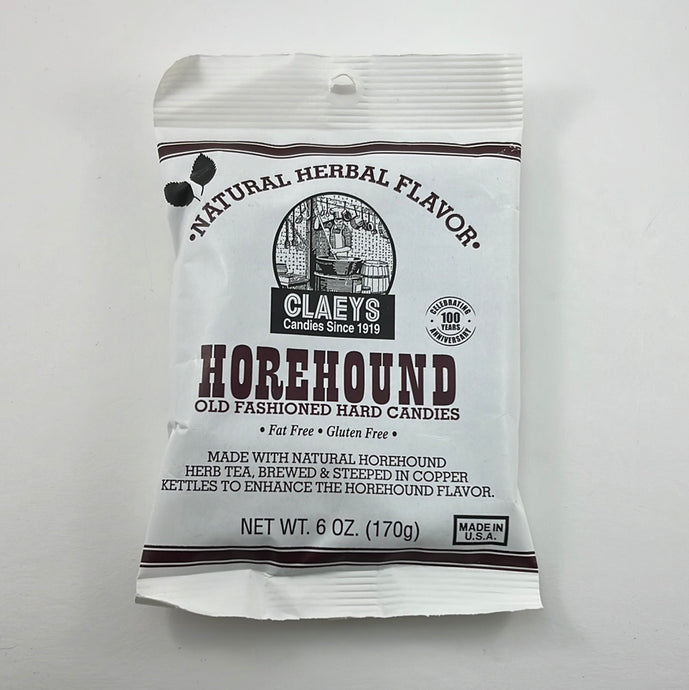 •NATURAL HERBAL FLAVOR•
CLAEYS
Candies Since 1919
CELEBRATING
100
YEARS
ANNIVERSARY
HOREHOUND
OLD FASHIONED HARD CANDIES
• Fat Free • Gluten Free •
MADE WITH NATURAL HOREHOUND
HERB TEA, BREWED & STEEPED IN COPPER
KETTLES TO ENHANCE THE HOREHOUND FLAVOR.
NET WT. 6 OZ. (170g)
MADE IN
U.S.A.